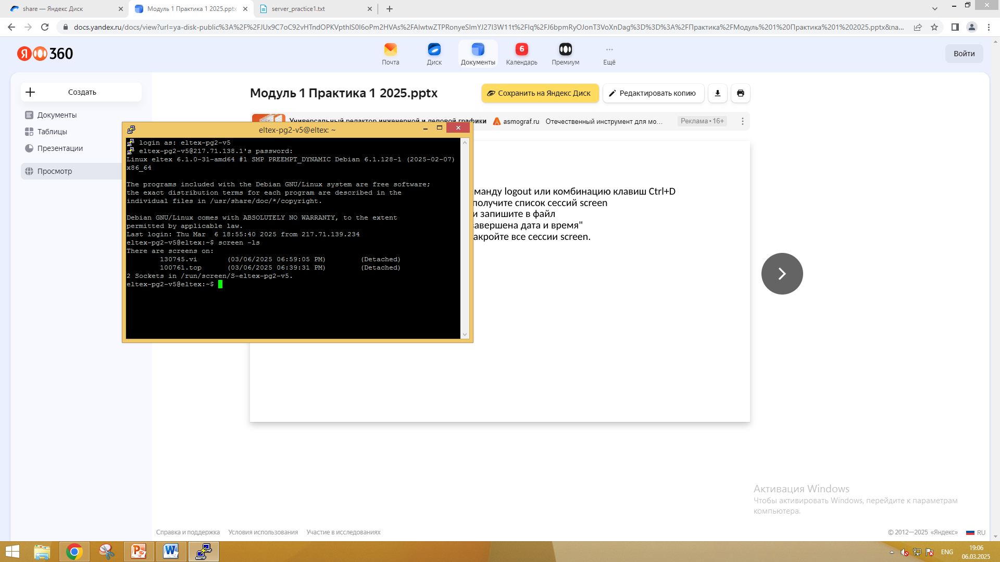 share — Яндекс Диск
Модуль 1 Практика 1 2025.pptx
server_practice1.txt
docs.yandex.ru/docs/view?url=ya-disk-public%3A%2F%2FJUx9C7oC92vHTndOPKVpthlS0I6oPm2HVAs%2FAlwtwZTPRonyeSlmYJ27I3W11t%2Flq%2FJ6bpmRyOJonT3VoXnDag%3D%3D%3A%2FПрактика%2FМодуль%201%20Практика%201%202025.pptx&na...
Я 360
Почта
Диск
Документы
6
Календарь
Премиум
Ещё
Войти
Создать
Документы
Таблицы
Презентации
Просмотр
Модуль 1 Практика 1 2025.pptx
Сохранить на Яндекс Диск
Редактировать копию
Универсальный редактор инженерной и деловой графики
asmograf.ru
Отечественный инструмент для мо...
Реклама • 16+
eltex-pg2-v5@eltex: ~
login as: eltex-pg2-v5
eltex-pg2-v5@217.71.138.1's password:
Linux eltex 6.1.0-31-amd64 #1 SMP PREEMPT_DYNAMIC Debian 6.1.128-1 (2025-02-07)
x86_64
The programs included with the Debian GNU/Linux system are free software;
the exact distribution terms for each program are described in the
individual files in /usr/share/doc/*/copyright.
Debian GNU/Linux comes with ABSOLUTELY NO WARRANTY, to the extent
permitted by applicable law.
Last login: Thu Mar  6 18:55:40 2025 from 217.71.139.234
eltex-pg2-v5@eltex:~$ screen -ls
There are screens on:
130745.vi (03/06/2025 06:59:05 PM) (Detached)
100761.top (03/06/2025 06:39:31 PM) (Detached)
2 Sockets in /run/screen/S-eltex-pg2-v5.
eltex-pg2-v5@eltex:~$
манду logout или комбинацию клавиш Ctrl+D
получите список сессий screen
и запишите в файл
завершена дата и время"
акройте все сессии screen.
Активация Windows
Чтобы активировать Windows, перейдите к параметрам
компьютера.
Справка и поддержка
Условия использования
Участие в исследованиях
© 2012—2025 «Яндекс»
RU
ENG
19:06
06.03.2025